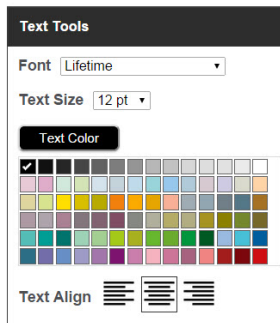 Text Tools
Font Lifetime
Text Size 12 pt
Text Color
Text Align